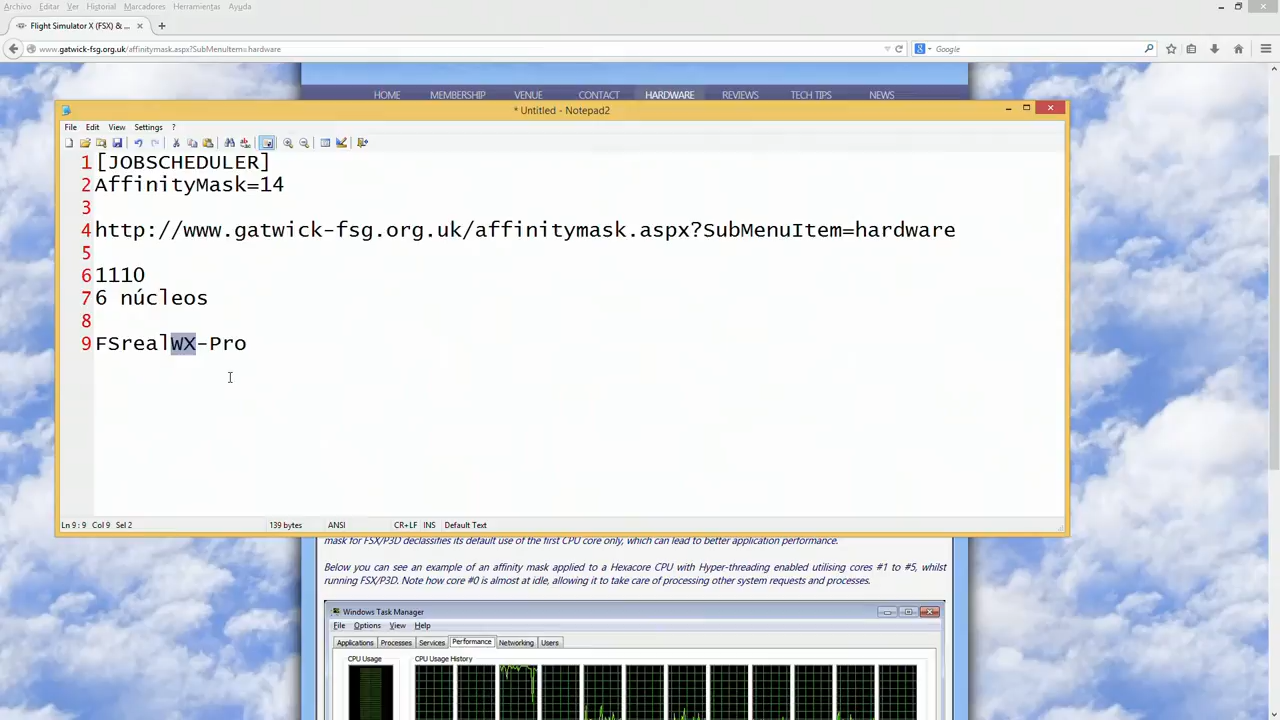 Archivo Editar Ver Historial Marcadores Herramientas Ayuda
Flight Simulator X (FSX) & ...
www.gatwick-fsg.org.uk/affinitymask.aspx?SubMenuItem=hardware
Google
HOME MEMBERSHIP VENUE CONTACT HARDWARE REVIEWS TECH TIPS NEWS
* Untitled - Notepad2
File Edit View Settings ?
1 [JOBSCHEDULER]
2 AffinityMask=14
3
4 http://www.gatwick-fsg.org.uk/affinitymask.aspx?SubMenuItem=hardware
5
6 1110
7 6 núcleos
8
9 FSrealWX-Pro
Ln 9 : 9 Col 9 Sel 2 139 bytes ANSI CR+LF INS Default Text
mask for FSX/P3D declassifies its default use of the first CPU core only, which can lead to better application performance.
Below you can see an example of an affinity mask applied to a Hexacore CPU with Hyper-threading enabled utilising cores #1 to #5, whilst
running FSX/P3D. Note how core #0 is almost at idle, allowing it to take care of processing other system requests and processes.
Windows Task Manager
File Options View Help
Applications Processes Services Performance Networking Users
CPU Usage CPU Usage History